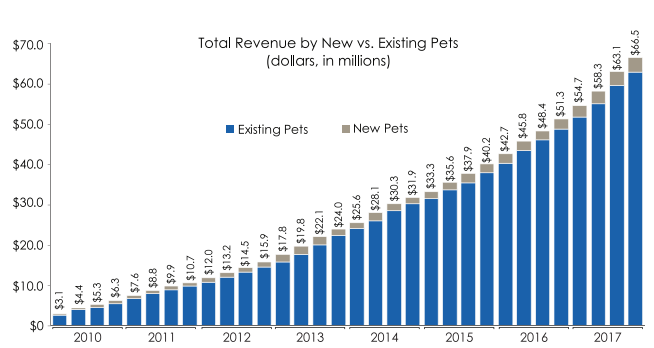 Total Revenue by New vs. Existing Pets
(dollars, in millions)
Existing Pets New Pets
$70.0
$60.0
$50.0
$40.0
$30.0
$20.0
$10.0
$0
$3.1 $4.4 $5.3 $6.3 $7.6 $8.8 $9.9 $10.7 $12.0 $13.2 $14.5 $15.9 $17.8 $19.8 $22.1 $24.0 $25.6 $28.1 $30.3 $31.9 $33.3 $35.6 $37.9 $40.2 $42.7 $45.8 $48.4 $51.3 $54.7 $58.3 $63.1 $66.5
2010 2011 2012 2013 2014 2015 2016 2017